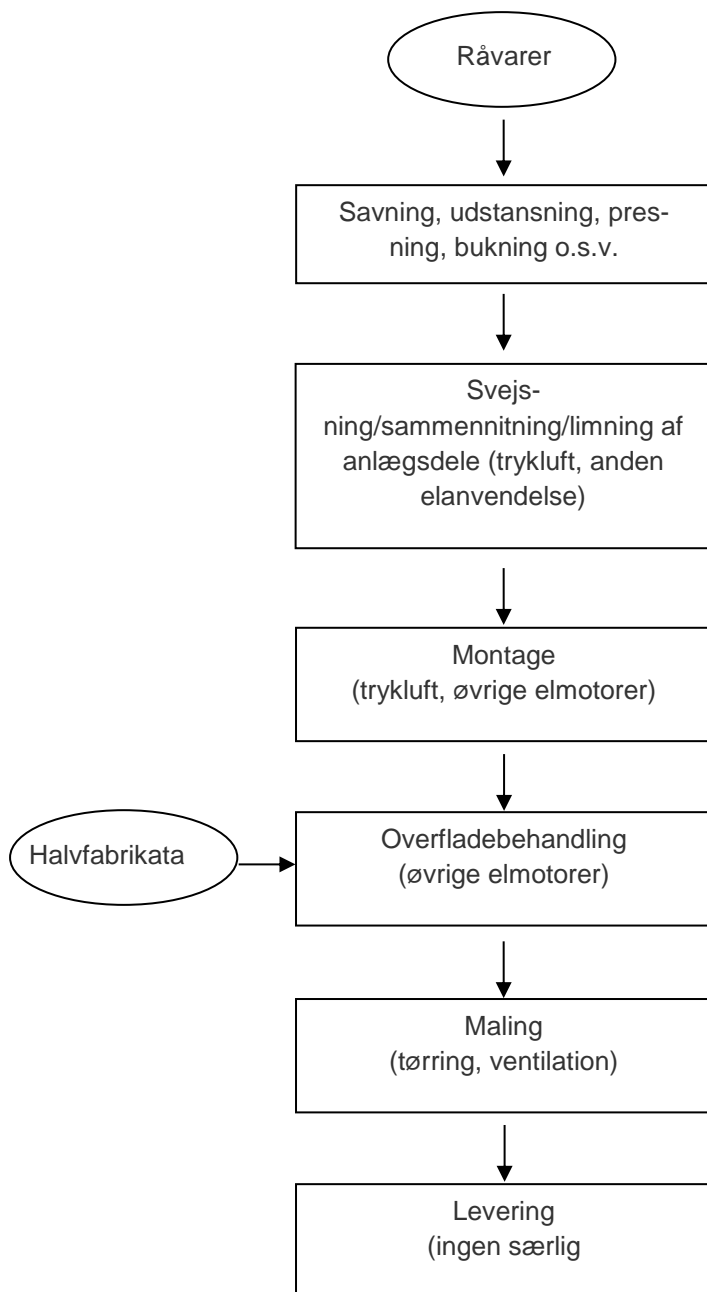 Råvarer
Savning, udstansning, pres-
ning, bukning o.s.v.
Svejs-
ning/sammennitning/limning af
anlægsdele (trykluft, anden
elanvendelse)
Montage
(trykluft, øvrige elmotorer)
Halvfabrikata
Overfladebehandling
(øvrige elmotorer)
Maling
(tørring, ventilation)
Levering
(ingen særlig